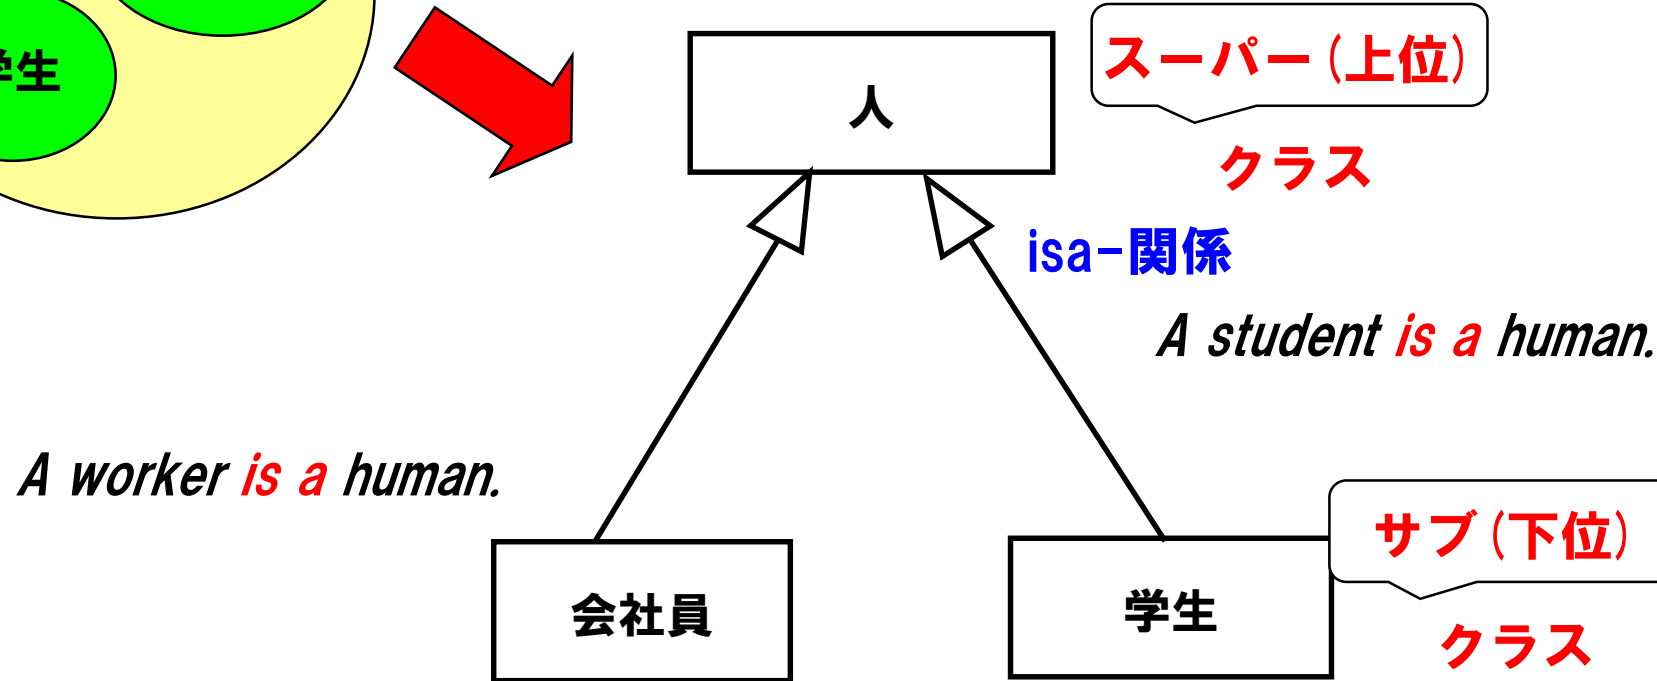 学生
人
スーパー(上位)
クラス
isa-関係
A student is a human.
A worker is a human.
会社員
学生
サブ(下位)
クラス